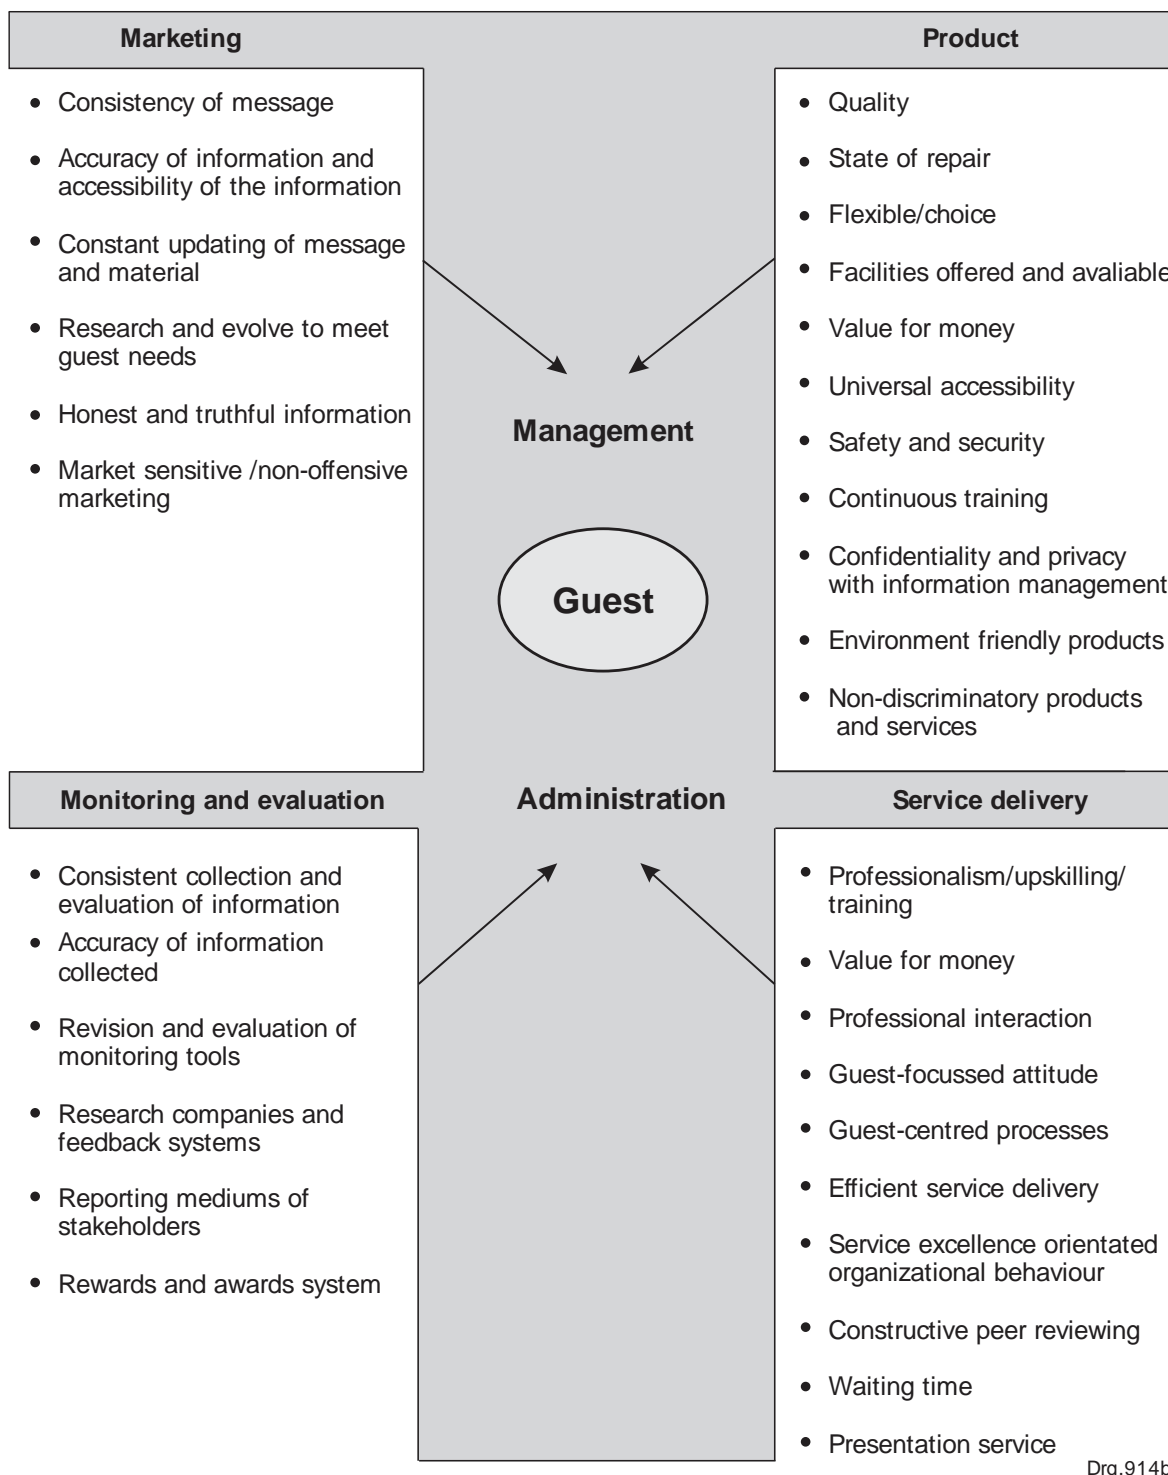 Marketing
• Consistency of message
• Accuracy of information and
accessibility of the information
• Constant updating of message
and material
• Research and evolve to meet
guest needs
• Honest and truthful information
• Market sensitive /non-offensive
marketing
Product
• Quality
• State of repair
• Flexible/choice
• Facilities offered and avaliable
• Value for money
• Universal accessibility
• Safety and security
• Continuous training
• Confidentiality and privacy
with information management
• Environment friendly products
• Non-discriminatory products
and services
Management
Guest
Administration
Monitoring and evaluation
• Consistent collection and
evaluation of information
• Accuracy of information
collected
• Revision and evaluation of
monitoring tools
• Research companies and
feedback systems
• Reporting mediums of
stakeholders
• Rewards and awards system
Service delivery
• Professionalism/upskilling/
training
• Value for money
• Professional interaction
• Guest-focussed attitude
• Guest-centred processes
• Efficient service delivery
• Service excellence orientated
organizational behaviour
• Constructive peer reviewing
• Waiting time
• Presentation service
Drg.914b